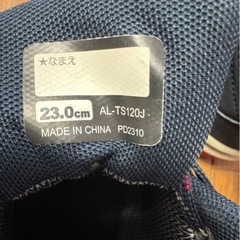 ★なまえ
23.0cm AL-TS120J
MADE IN CHINA PD2310